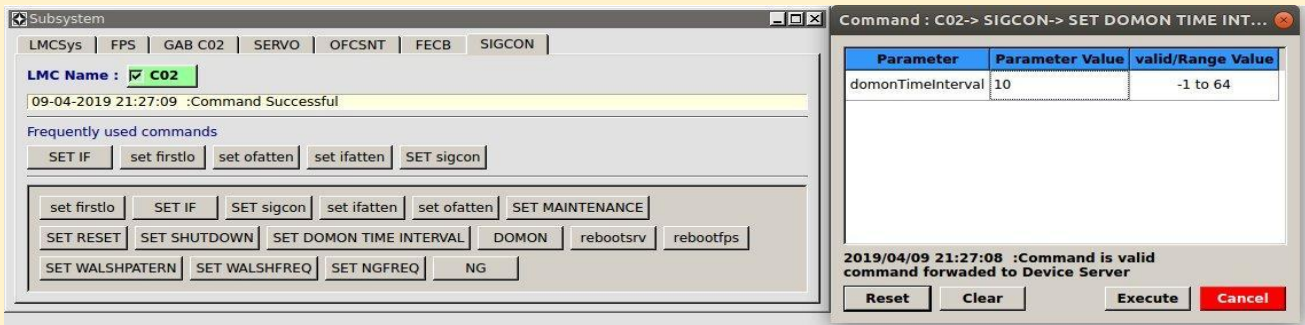 Subsystem
LMCSys FPS GAB C02 SERVO OFCSNT FECB SIGCON
LMC Name : C02
09-04-2019 21:27:09 :Command Successful
Frequently used commands
SET IF set firstlo set ofatten set ifatten SET sigcon
set firstlo SET IF SET sigcon set ifatten set ofatten SET MAINTENANCE
SET RESET SET SHUTDOWN SET DOMON TIME INTERVAL DOMON rebootsrv rebootfps
SET WALSHPATERN SET WALSHFREQ SET NGFREQ NG
Command : C02-> SIGCON-> SET DOMON TIME INT...
Parameter Parameter Value valid/Range Value
domonTimeInterval 10 -1 to 64
2019/04/09 21:27:08 :Command is valid
command forwaded to Device Server
Reset Clear Execute Cancel